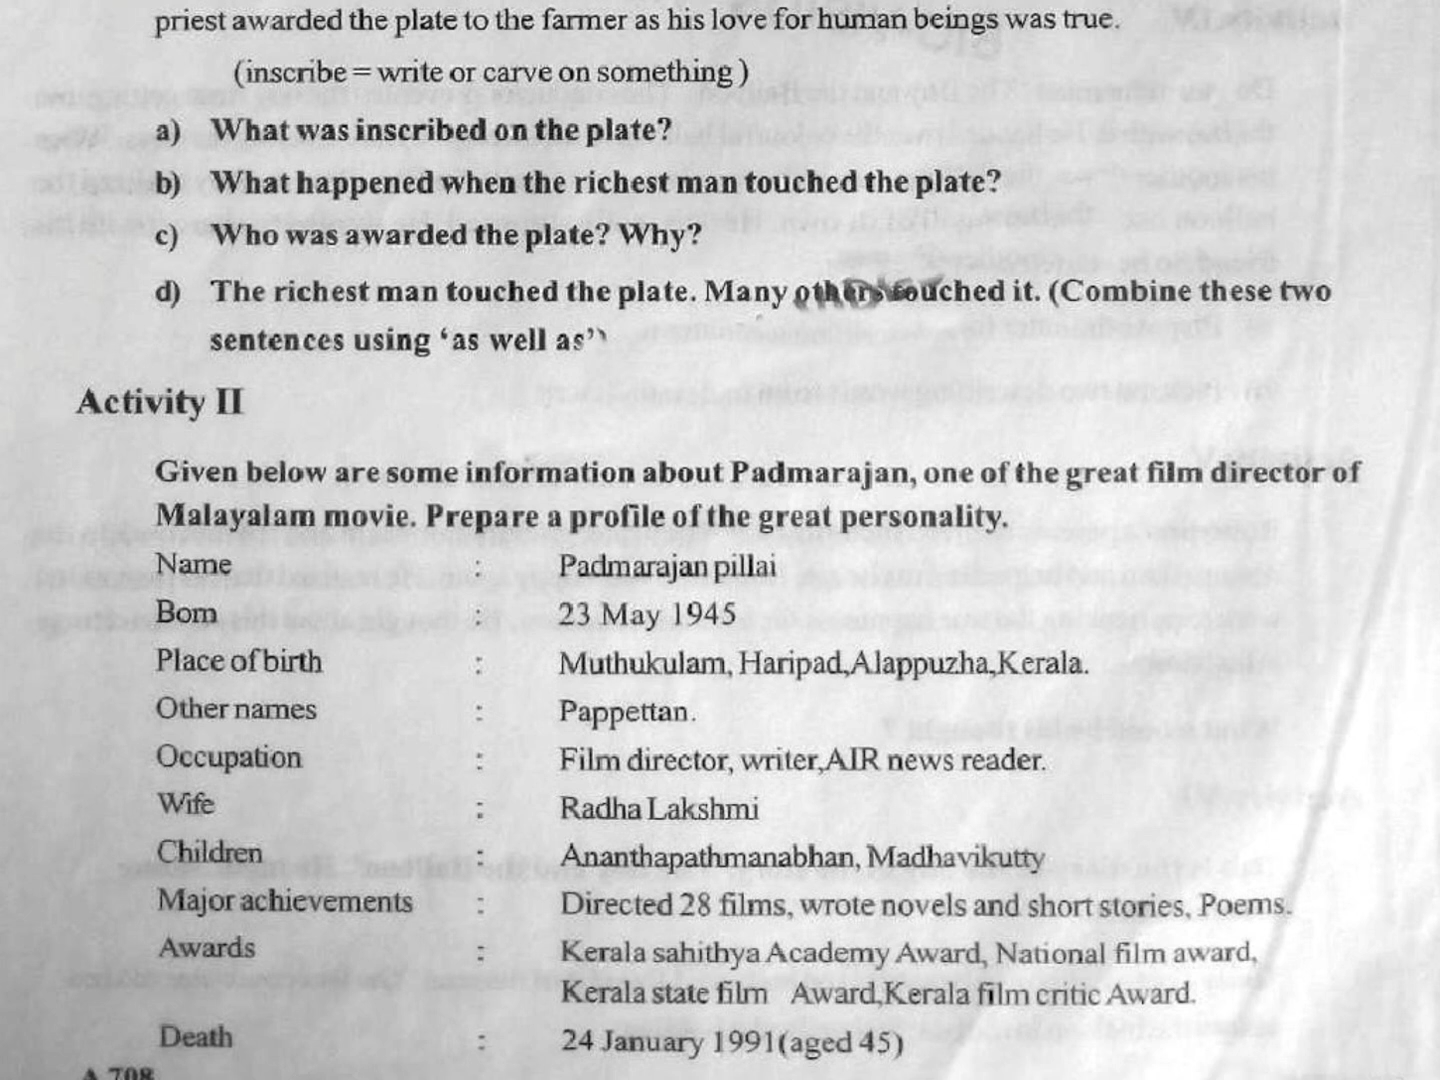 priest awarded the plate to the farmer as his love for human beings was true.
(inscribe = write or carve on something)
a) What was inscribed on the plate?
b) What happened when the richest man touched the plate?
c) Who was awarded the plate? Why?
d) The richest man touched the plate. Many others touched it. (Combine these two
sentences using ‘as well as’)
Activity II
Given below are some information about Padmarajan, one of the great film director of
Malayalam movie. Prepare a profile of the great personality.
Name : Padmarajan pillai
Born : 23 May 1945
Place of birth : Muthukulam, Haripad,Alappuzha,Kerala.
Other names : Pappettan.
Occupation : Film director, writer,AIR news reader.
Wife : Radha Lakshmi
Children : Ananthapathmanabhan, Madhavikutty
Major achievements : Directed 28 films, wrote novels and short stories, Poems.
Awards : Kerala sahithya Academy Award, National film award,
Kerala state film Award,Kerala film critic Award.
Death : 24 January 1991(aged 45)
A 708